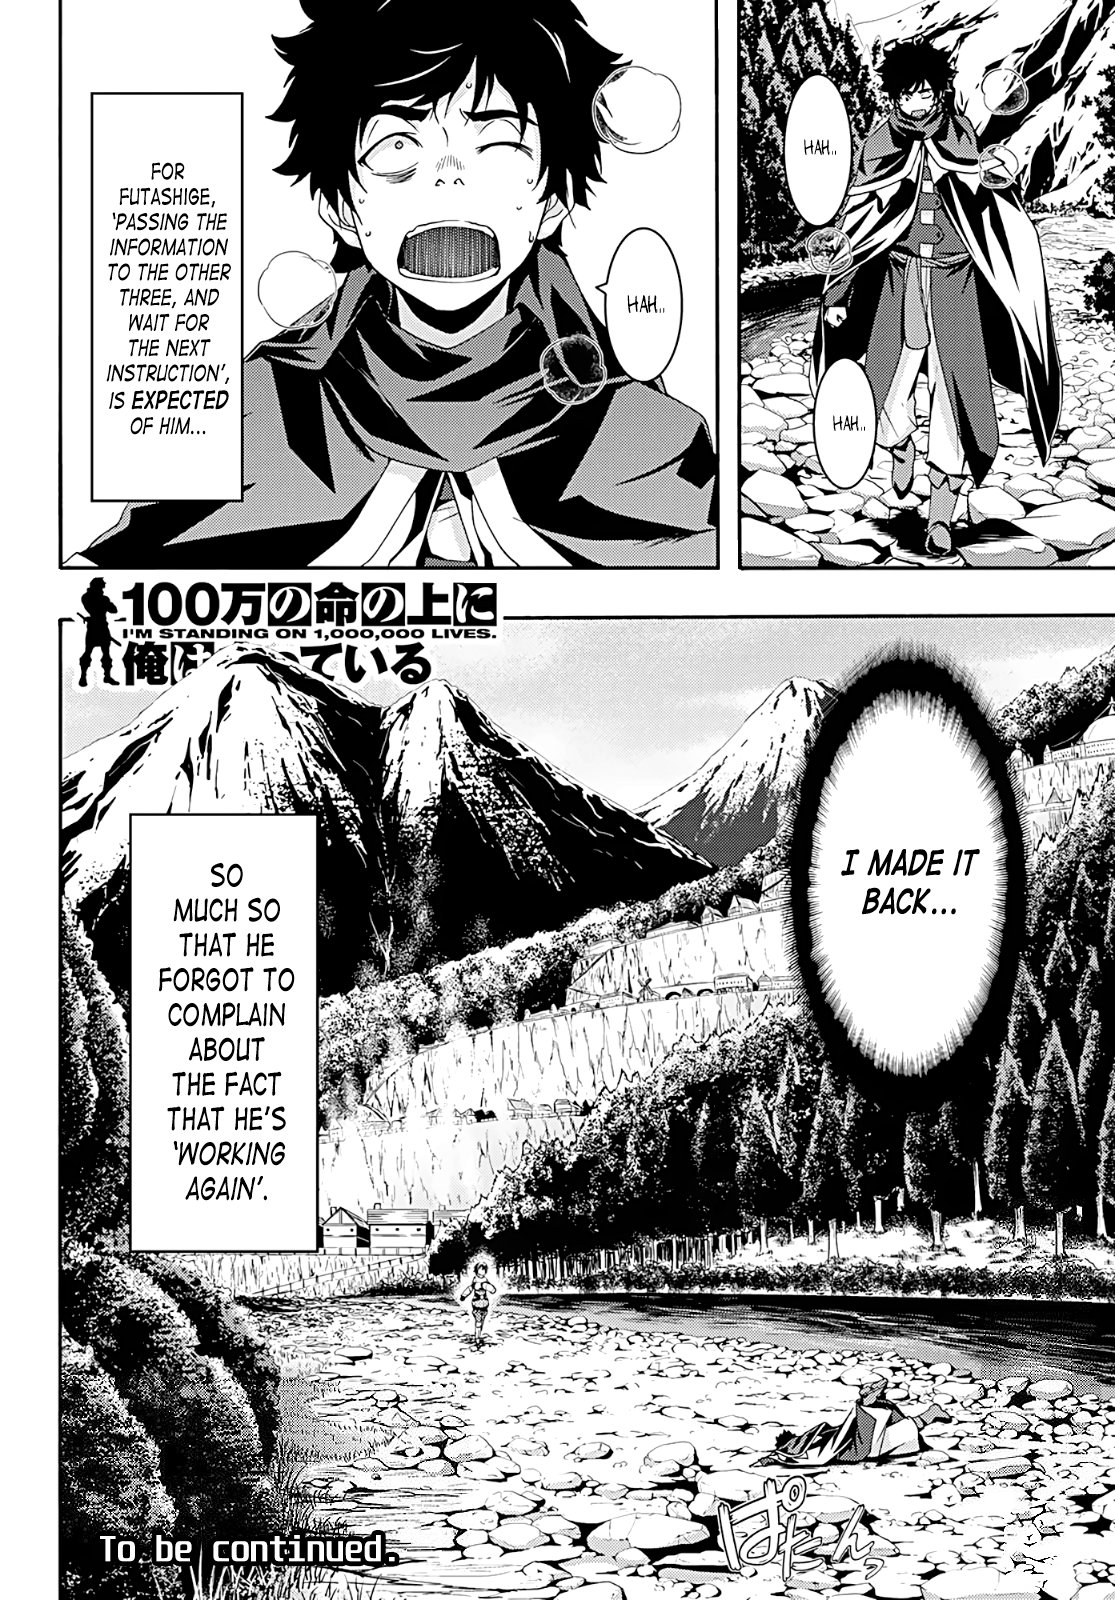 HAH..
HAH..
HAH..
FOR
FUTASHIGE,
'PASSING THE
INFORMATION
TO THE OTHER
THREE, AND
WAIT FOR
THE NEXT
INSTRUCTION',
IS EXPECTED
OF HIM...
100万の命の上に
I'M STANDING ON 1,000,000 LIVES.
俺は立っている
I MADE IT
BACK...
SO
MUCH SO
THAT HE
FORGOT TO
COMPLAIN
ABOUT
THE FACT
THAT HE'S
'WORKING
AGAIN'.
ぱたんっ
To be continued.